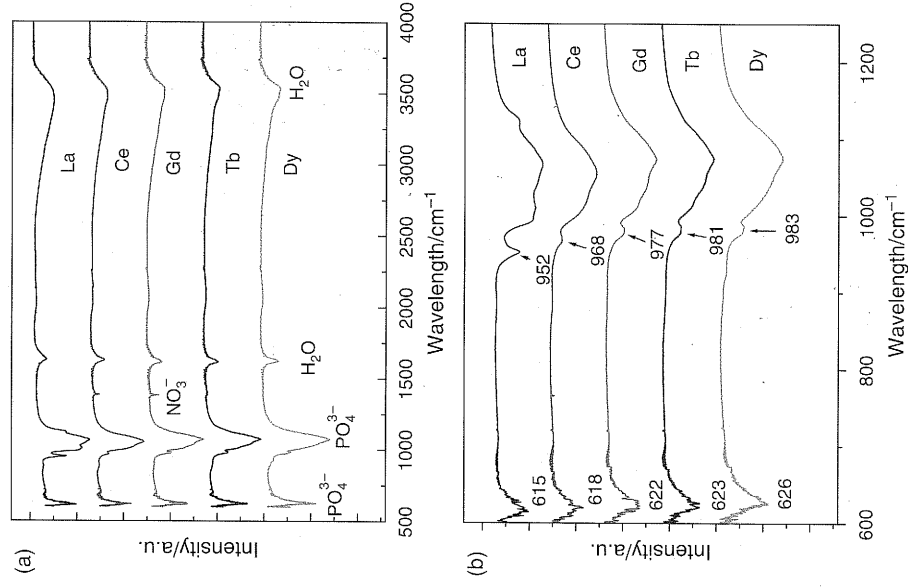 (a)
Intensity/a.u.
La
Ce
Gd
Tb
Dy
NO₃⁻
PO₄³⁻
PO₄³⁻
H₂O
H₂O
500
1000
1500
2000
2500
3000
3500
4000
Wavelength/cm⁻¹
(b)
Intensity/a.u.
La
Ce
Gd
Tb
Dy
615
618
622
623
626
952
968
977
981
983
600
800
1000
1200
Wavelength/cm⁻¹